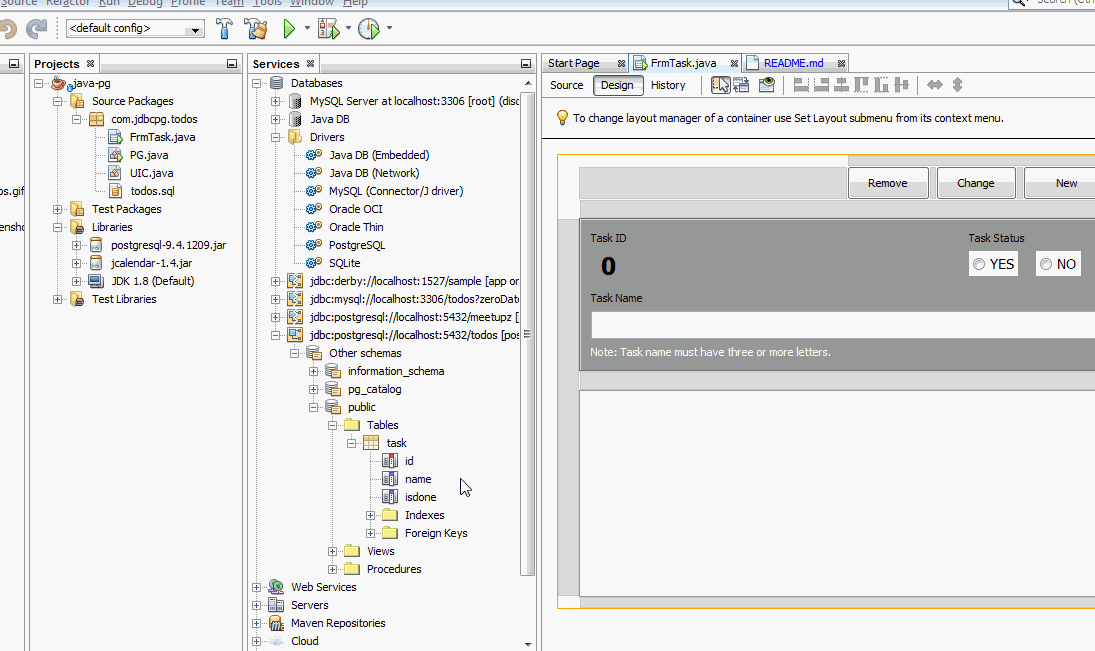 Source Refactor Run Debug Profile Team Tools Window Help
<default config>
Projects
java-pg
Source Packages
com.jdbcpg.todos
FrmTask.java
PG.java
UIC.java
todos.sql
Test Packages
Libraries
postgresql-9.4.1209.jar
jcalendar-1.4.jar
JDK 1.8 (Default)
Test Libraries
Services
Databases
MySQL Server at localhost:3306 [root] (disc
Java DB
Drivers
Java DB (Embedded)
Java DB (Network)
MySQL (Connector/J driver)
Oracle OCI
Oracle Thin
PostgreSQL
SQLite
jdbc:derby://localhost:1527/sample [app on
jdbc:mysql://localhost:3306/todos?zeroDate
jdbc:postgresql://localhost:5432/meetupz [
jdbc:postgresql://localhost:5432/todos [pos
Other schemas
information_schema
pg_catalog
public
Tables
task
id
name
isdone
Indexes
Foreign Keys
Views
Procedures
Web Services
Servers
Maven Repositories
Cloud
Start Page FrmTask.java README.md
Source Design History
To change layout manager of a container use Set Layout submenu from its context menu.
Remove Change New
Task ID Task Status
0 YES NO
Task Name
Note: Task name must have three or more letters.